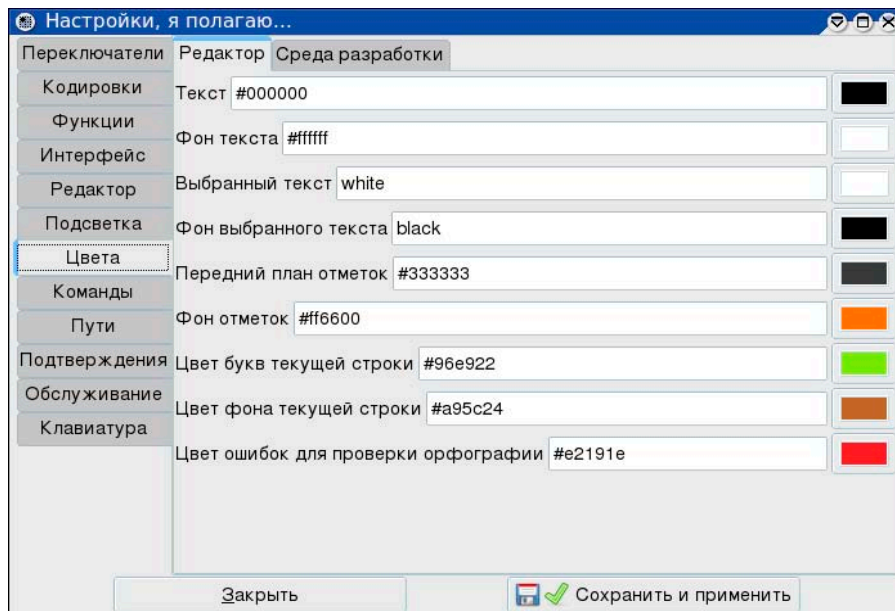 Настройки, я полагаю...
Переключатели
Кодировки
Функции
Интерфейс
Редактор
Подсветка
Цвета
Команды
Пути
Подтверждения
Обслуживание
Клавиатура
Редактор Среда разработки
Текст #000000
Фон текста #ffffff
Выбранный текст white
Фон выбранного текста black
Передний план отметок #333333
Фон отметок #ff6600
Цвет букв текущей строки #96e922
Цвет фона текущей строки #a95c24
Цвет ошибок для проверки орфографии #e2191e
Закрыть Сохранить и применить